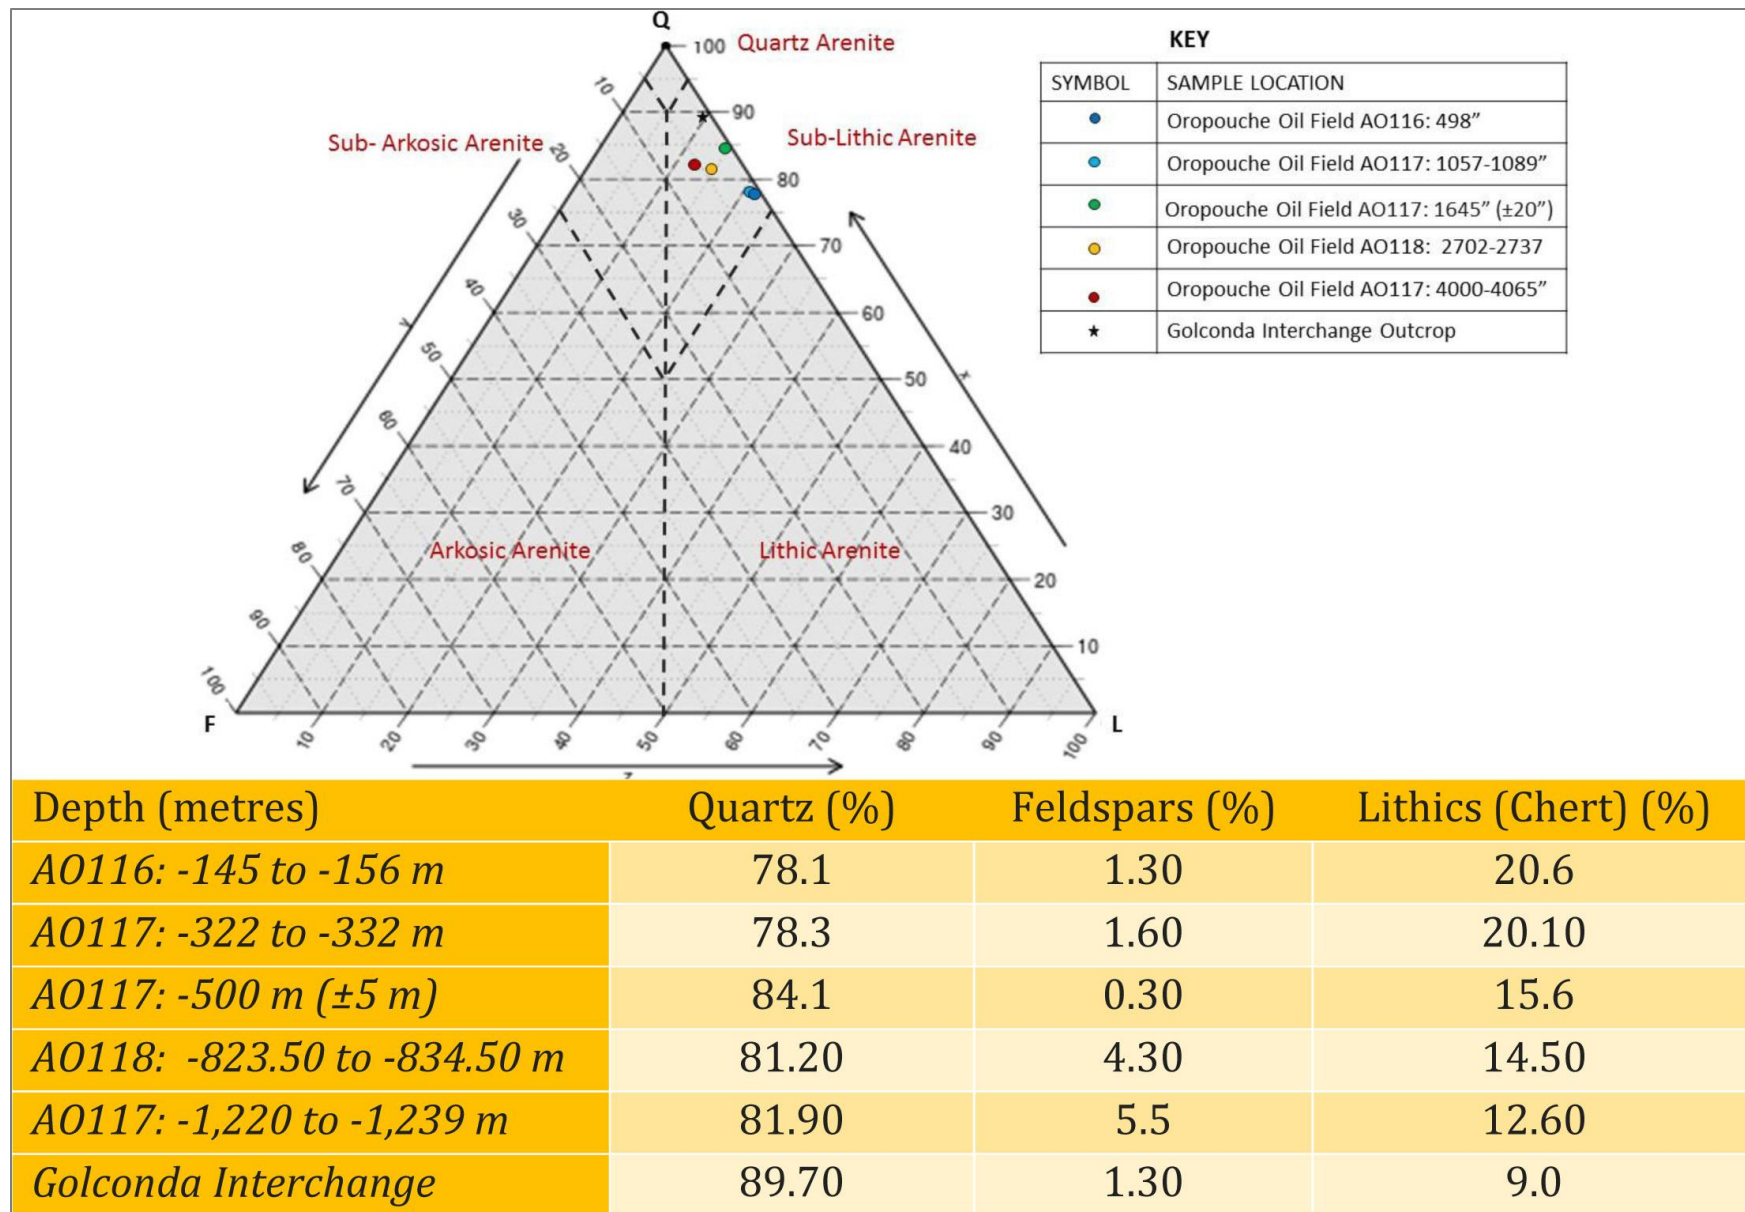 Q
100 Quartz Arenite
10
90
Sub- Arkosic Arenite
20
Sub-Lithic Arenite
80
30
70
40
60
y
50
50
x
60
40
70
30
80
Arkosic Arenite
Lithic Arenite
20
90
10
100
F
L
10 20 30 40 50 60 70 80 90 100
KEY
SYMBOL SAMPLE LOCATION
Oropouche Oil Field AO116: 498”
Oropouche Oil Field AO117: 1057-1089”
Oropouche Oil Field AO117: 1645” (±20”)
Oropouche Oil Field AO118: 2702-2737
Oropouche Oil Field AO117: 4000-4065”
Golconda Interchange Outcrop
Depth (metres) Quartz (%) Feldspars (%) Lithics (Chert) (%)
AO116: -145 to -156 m 78.1 1.30 20.6
AO117: -322 to -332 m 78.3 1.60 20.10
AO117: -500 m (±5 m) 84.1 0.30 15.6
AO118: -823.50 to -834.50 m 81.20 4.30 14.50
AO117: -1,220 to -1,239 m 81.90 5.5 12.60
Golconda Interchange 89.70 1.30 9.0